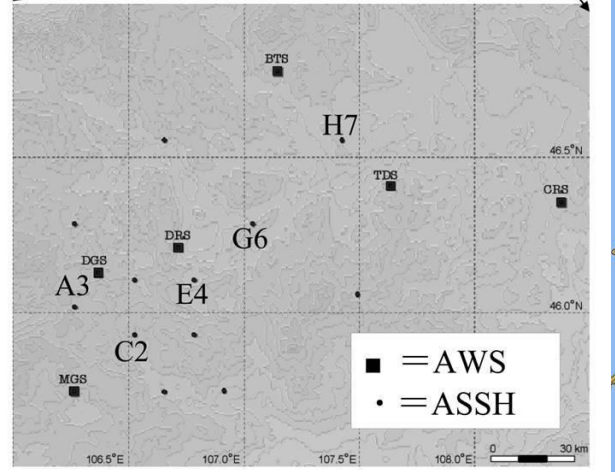 BTS
H7
46.5°N
TDS
CRS
DRS
G6
DGS
A3
E4
46.0°N
C2
=AWS
MGS
=ASSH
106.5°E 107.0°E 107.5°E 108.0°E
0 30 km